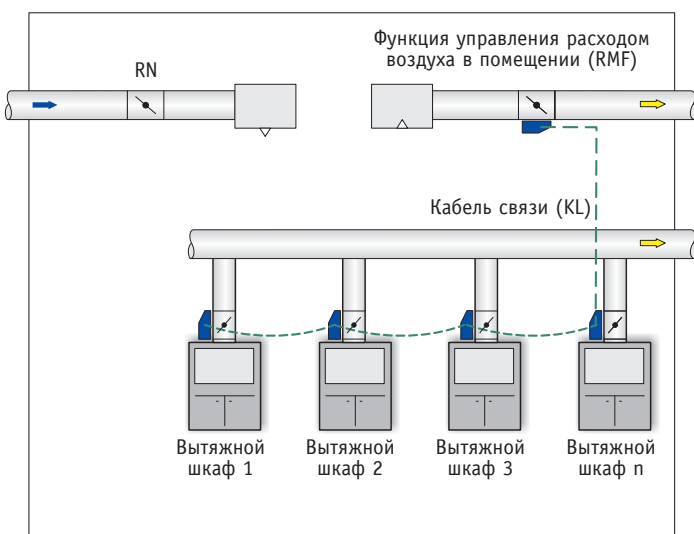 Функция управления расходом
воздуха в помещении (RMF)
RN
Кабель связи (KL)
Вытяжной
шкаф 1
Вытяжной
шкаф 2
Вытяжной
шкаф 3
Вытяжной
шкаф n